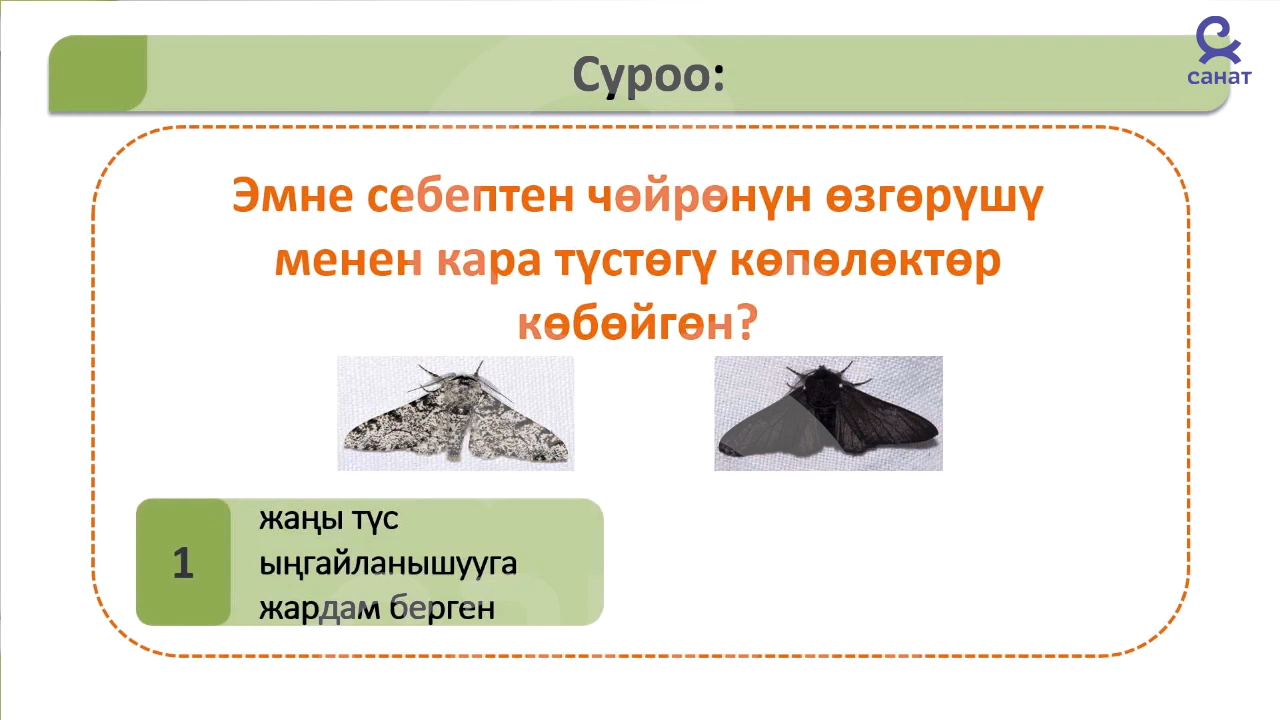 Суроо:
санат
Эмне себептен чөйрөнүн өзгөрүшү
менен кара түстөгү көпөлөктөр
көбөйгөн?
1
жаңы түс
ыңгайланышууга
жардам берген